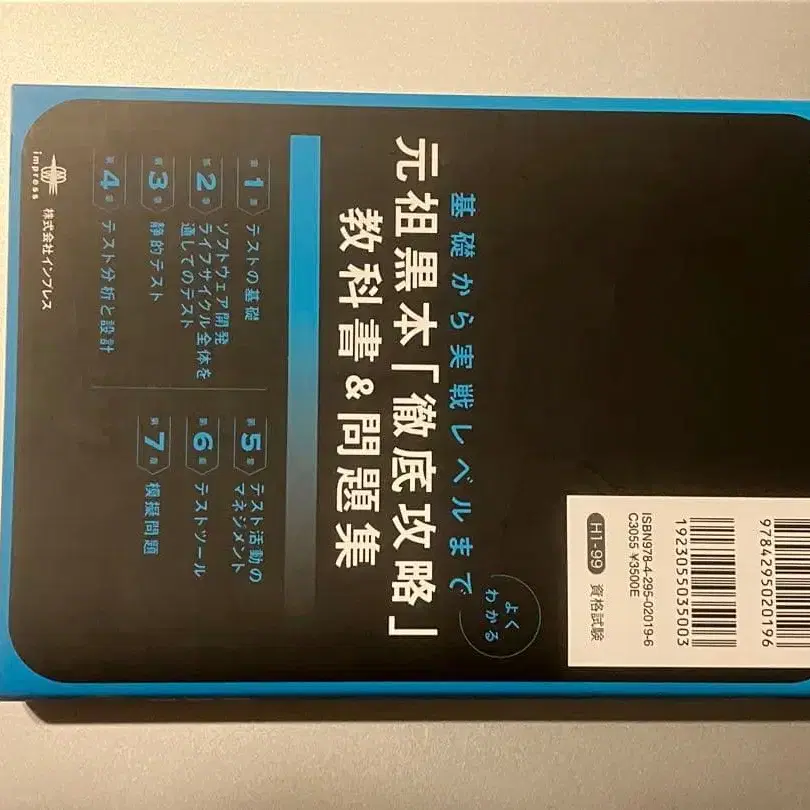 9784295020196
1923055035003
ISBN978-4-295-02019-6
C3055 ¥3500E
H1-99 資格試験
よく
わかる
基礎から実戦レベルまで
元祖黒本「徹底攻略」
教科書&問題集
第1章 テストの基礎
第2章 ソフトウェア開発
ライフサイクル全体を
通してのテスト
第3章 静的テスト
第4章 テスト分析と設計
第5章 テスト活動の
マネジメント
第6章 テストツール
第7章 模擬問題
impress 株式会社インプレス